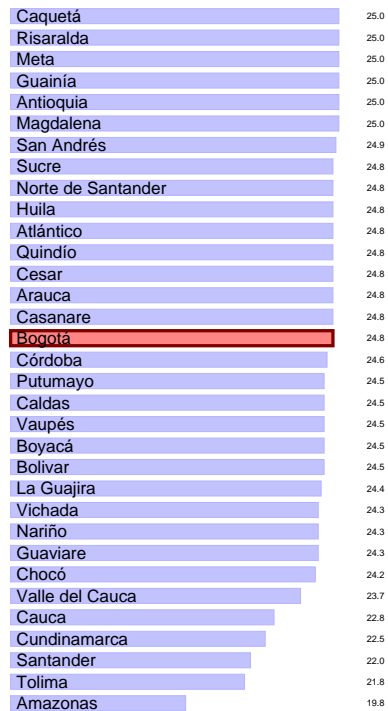 Caquetá 25.0
Risaralda 25.0
Meta 25.0
Guainía 25.0
Antioquia 25.0
Magdalena 25.0
San Andrés 24.9
Sucre 24.8
Norte de Santander 24.8
Huila 24.8
Atlántico 24.8
Quindío 24.8
Cesar 24.8
Arauca 24.8
Casanare 24.8
Bogotá 24.8
Córdoba 24.6
Putumayo 24.5
Caldas 24.5
Vaupés 24.5
Boyacá 24.5
Bolivar 24.5
La Guajira 24.4
Vichada 24.3
Nariño 24.3
Guaviare 24.3
Chocó 24.2
Valle del Cauca 23.7
Cauca 22.8
Cundinamarca 22.5
Santander 22.0
Tolima 21.8
Amazonas 19.8